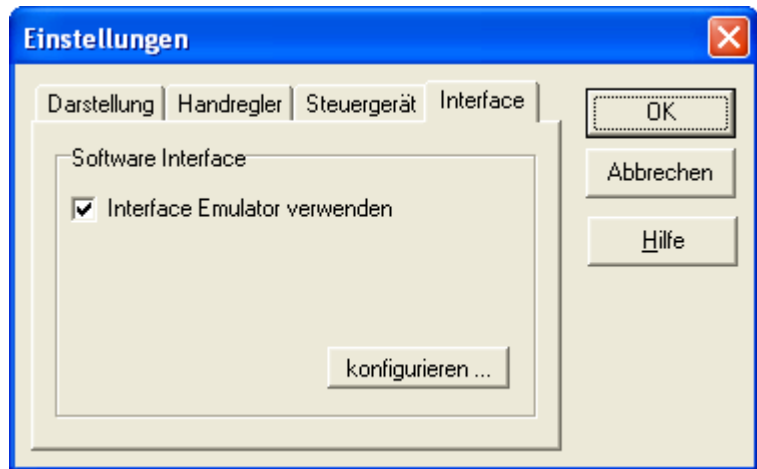 Einstellungen
Darstellung Handregler Steuergerät Interface
OK
Software Interface
Abbrechen
Interface Emulator verwenden
Hilfe
konfigurieren ...